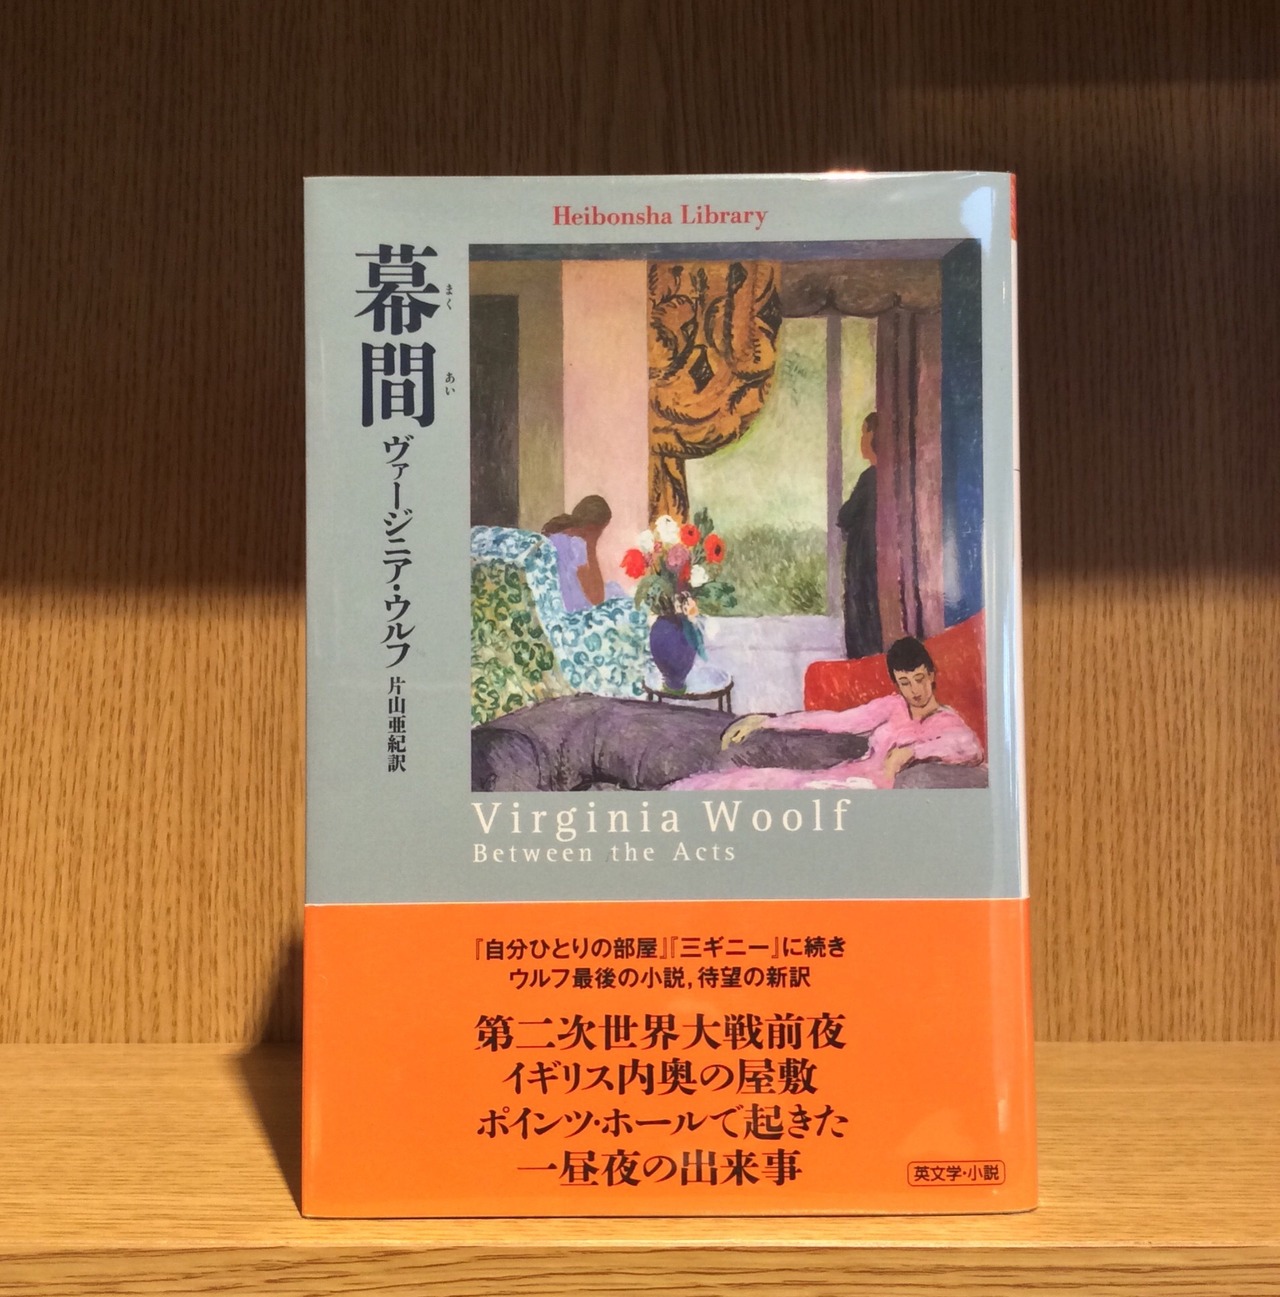 Heibonsha Library
幕間
まく
あい
ヴァージニア・ウルフ
片山亜紀訳
Virginia Woolf
Between the Acts
『自分ひとりの部屋』『三ギニー』に続き
ウルフ最後の小説,待望の新訳
第二次世界大戦前夜
イギリス内奥の屋敷
ポインツ・ホールで起きた
一昼夜の出来事
英文学・小説